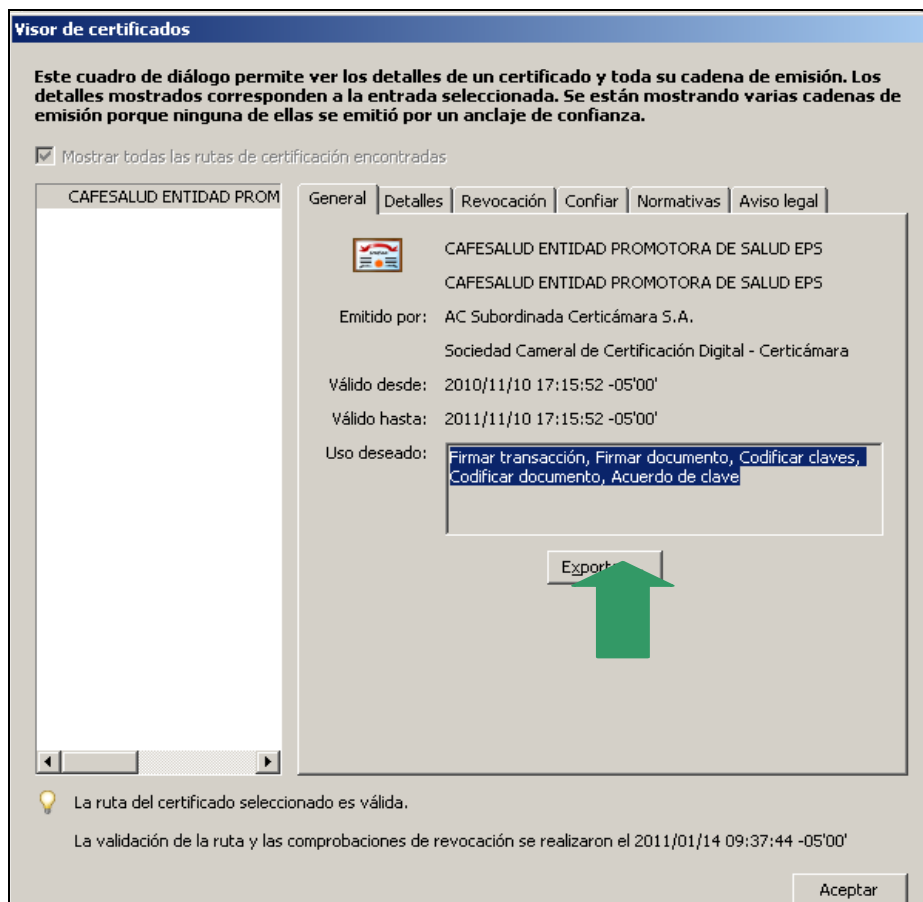 Visor de certificados
Este cuadro de diálogo permite ver los detalles de un certificado y toda su cadena de emisión. Los
detalles mostrados corresponden a la entrada seleccionada. Se están mostrando varias cadenas de
emisión porque ninguna de ellas se emitió por un anclaje de confianza.
Mostrar todas las rutas de certificación encontradas
CAFESALUD ENTIDAD PROM
General Detalles Revocación Confiar Normativas Aviso legal
CAFESALUD ENTIDAD PROMOTORA DE SALUD EPS
CAFESALUD ENTIDAD PROMOTORA DE SALUD EPS
Emitido por: AC Subordinada Certicámara S.A.
Sociedad Cameral de Certificación Digital - Certicámara
Válido desde: 2010/11/10 17:15:52 -05'00'
Válido hasta: 2011/11/10 17:15:52 -05'00'
Uso deseado: Firmar transacción, Firmar documento, Codificar claves,
Codificar documento, Acuerdo de clave
La ruta del certificado seleccionado es válida.
La validación de la ruta y las comprobaciones de revocación se realizaron el 2011/01/14 09:37:44 -05'00'
Aceptar